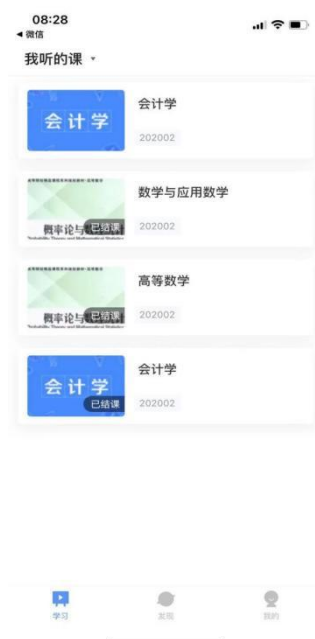 08:28
微信
我听的课
会计学
会计学
202002
数学与应用数学
概率论与
已结课
202002
高等数学
概率论与
已结课
202002
会计学
会计学
已结课
202002
学习
发现
我的